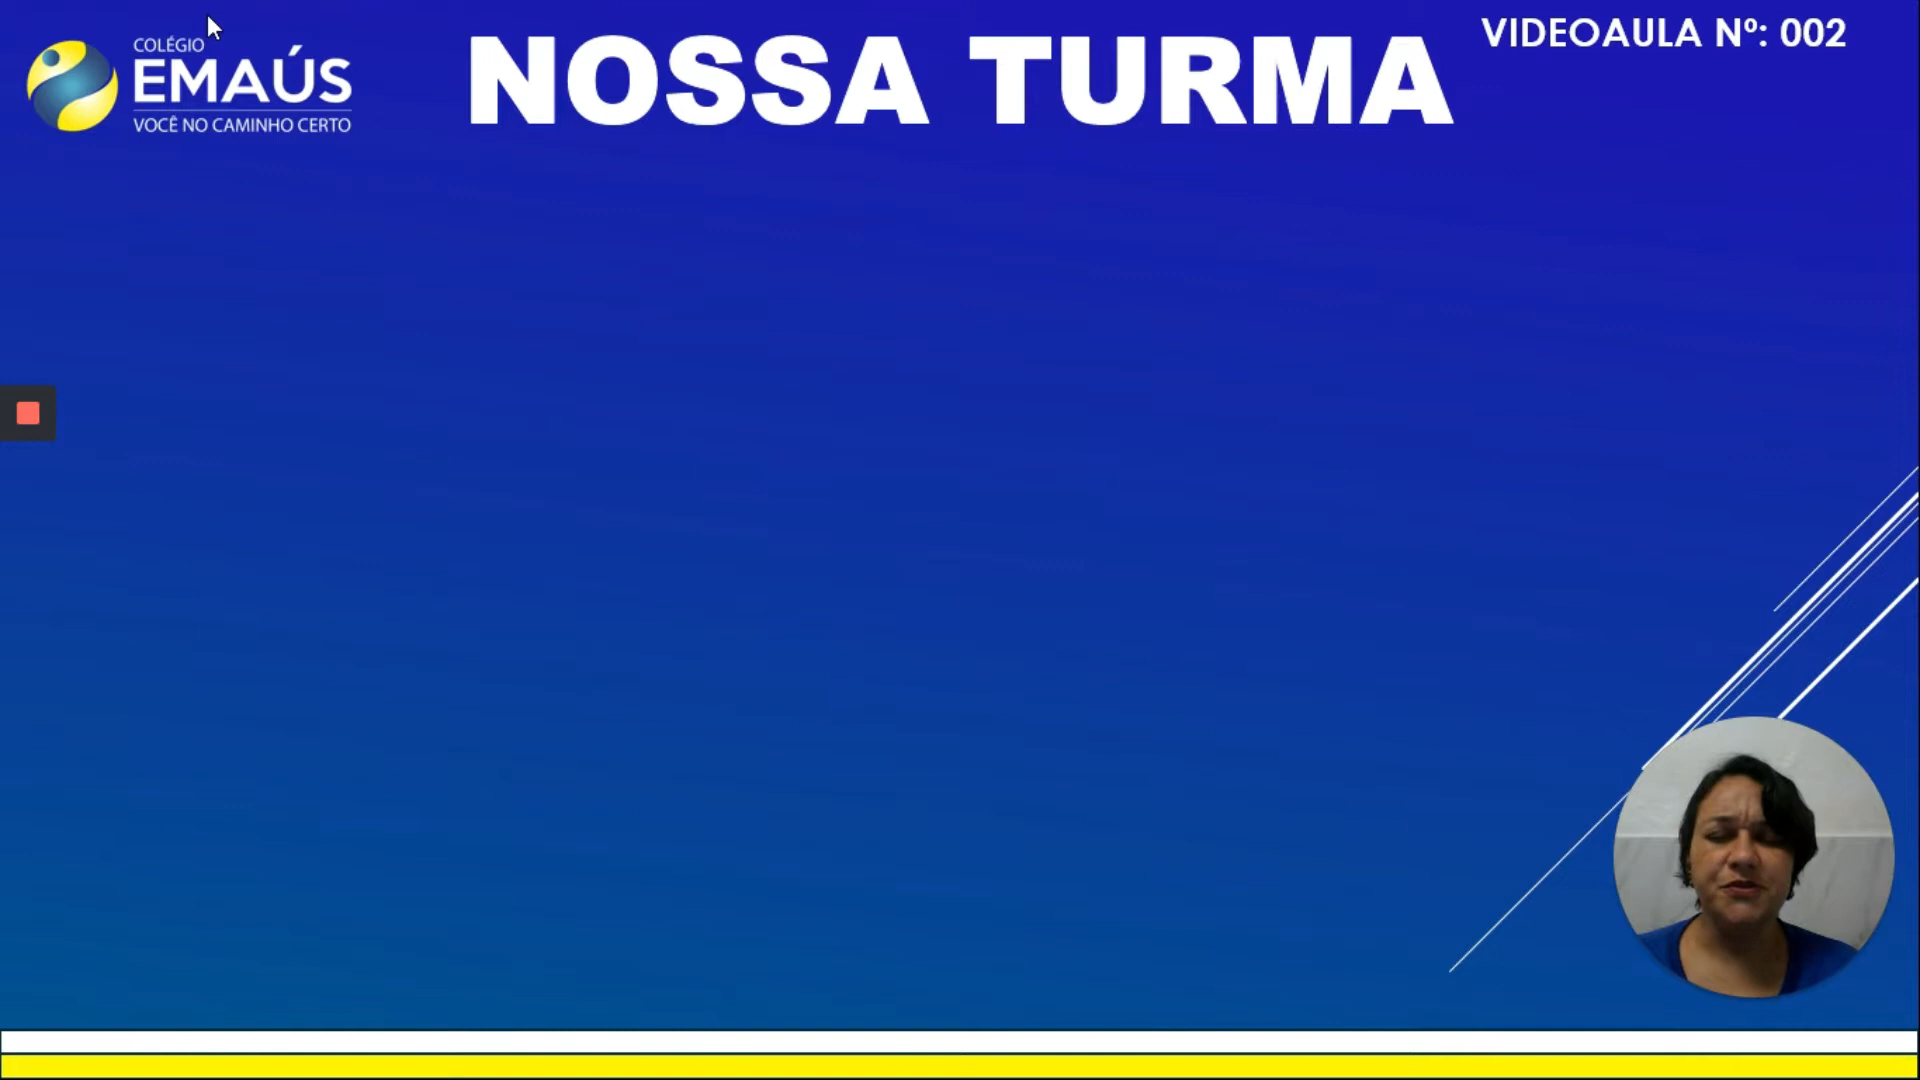 COLÉGIO
EMAÚS
VOCÊ NO CAMINHO CERTO
NOSSA TURMA
VIDEOAULA Nº: 002